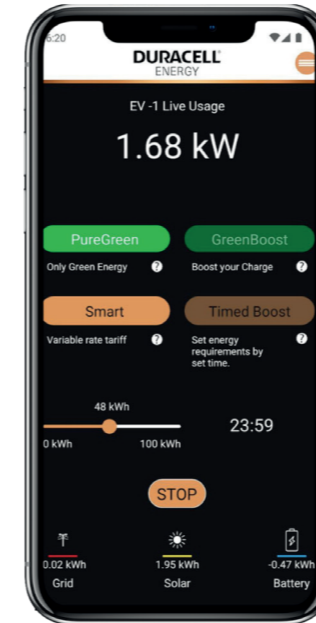 6:20
DURACELL
ENERGY
EV -1 Live Usage
1.68 kW
PureGreen
GreenBoost
Only Green Energy ?
Boost your Charge ?
Smart
Timed Boost
Variable rate tariff ?
Set energy ?
requirements by
set time.
48 kWh
23:59
0 kWh
100 kWh
STOP
0.02 kWh
1.95 kWh
-0.47 kWh
Grid
Solar
Battery